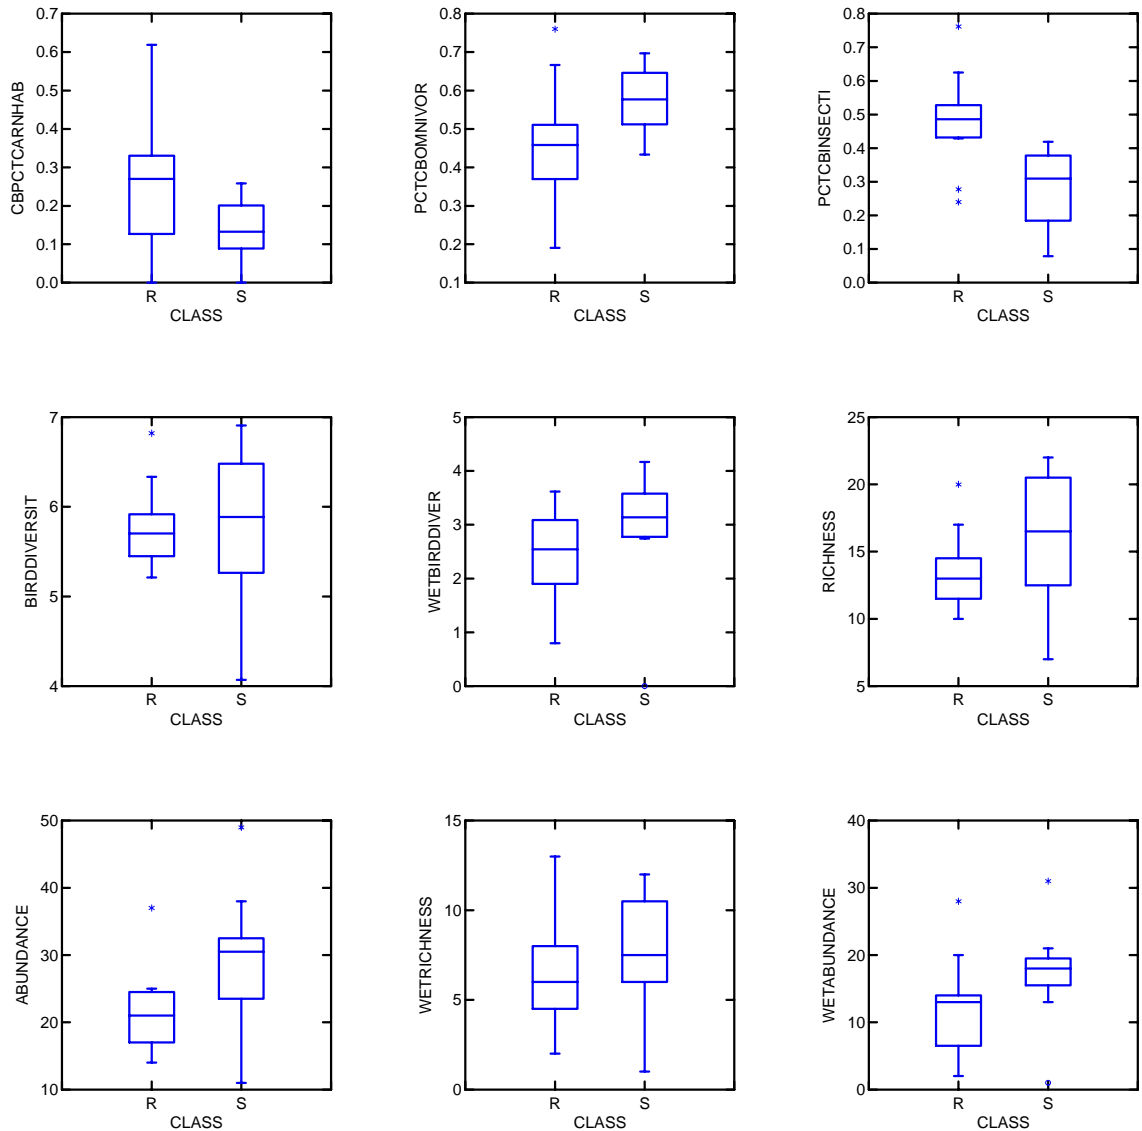 0.7
0.6
0.5
0.4
0.3
0.2
0.1
0.0
CBPCTCARNHAB
R S
CLASS
0.8
0.7
0.6
0.5
0.4
0.3
0.2
0.1
PCTCBOMNIVOR
R S
CLASS
0.8
0.7
0.6
0.5
0.4
0.3
0.2
0.1
0.0
PCTCBINSECTI
R S
CLASS
7
6
5
4
BIRDDIVERSIT
R S
CLASS
5
4
3
2
1
0
WETBIRDDIVER
R S
CLASS
25
20
15
10
5
RICHNESS
R S
CLASS
50
40
30
20
10
ABUNDANCE
R S
CLASS
15
10
5
0
WETRICHNESS
R S
CLASS
40
30
20
10
0
WETABUNDANCE
R S
CLASS